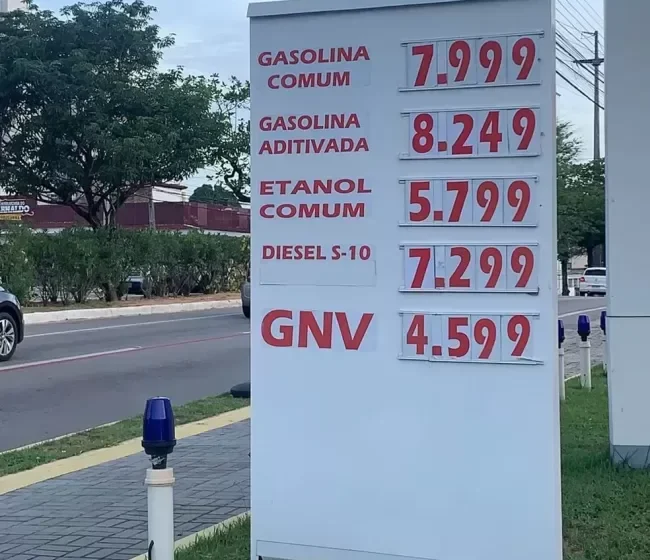 GASOLINA
COMUM
7.999
GASOLINA
ADITIVADA
8.249
ETANOL
COMUM
5.799
DIESEL S-10
7.299
GNV
4.599